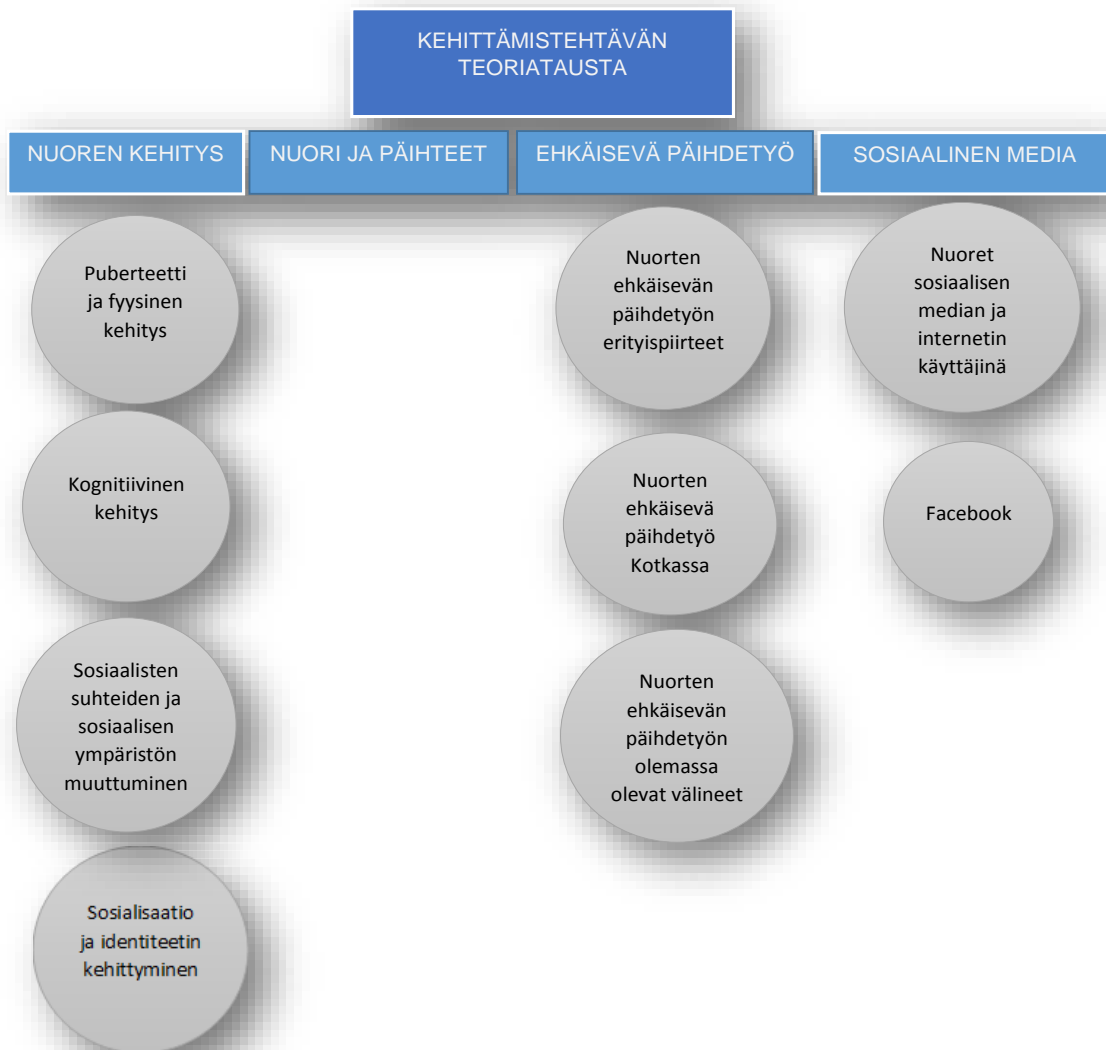 KEHITTÄMISTEHTÄVÄN
TEORIATAUSTA
NUOREN KEHITYS
NUORI JA PÄIHTEET
EHKÄISEVÄ PÄIHDETYÖ
SOSIAALINEN MEDIA
Puberteetti
ja fyysinen
kehitys
Kognitiivinen
kehitys
Sosiaalisten
suhteiden ja
sosiaalisen
ympäristön
muuttuminen
Sosialisaatio
ja identiteetin
kehittyminen
Nuorten
ehkäisevän
päihdetyön
erityispiirteet
Nuorten
ehkäisevä
päihdetyö
Kotkassa
Nuorten
ehkäisevän
päihdetyön
olemassa
olevat välineet
Nuoret
sosiaalisen
median ja
internetin
käyttäjinä
Facebook